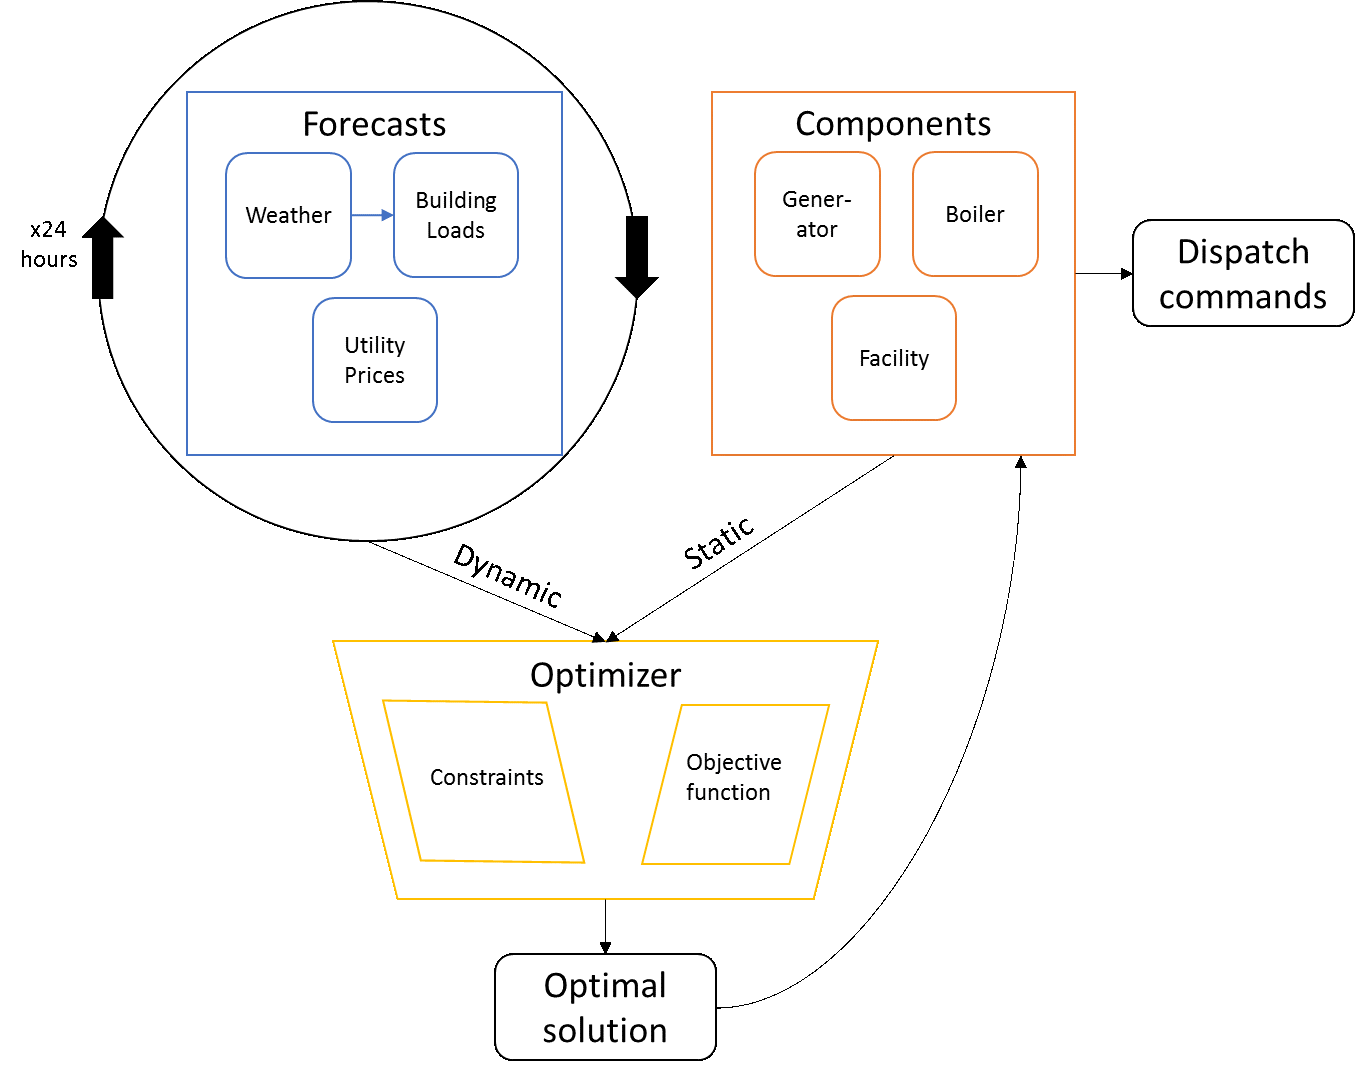 Forecasts
Weather
Building
Loads
Utility
Prices
x24
hours
Components
Gener-
ator
Boiler
Facility
Dispatch
commands
Dynamic
Static
Optimizer
Constraints
Objective
function
Optimal
solution